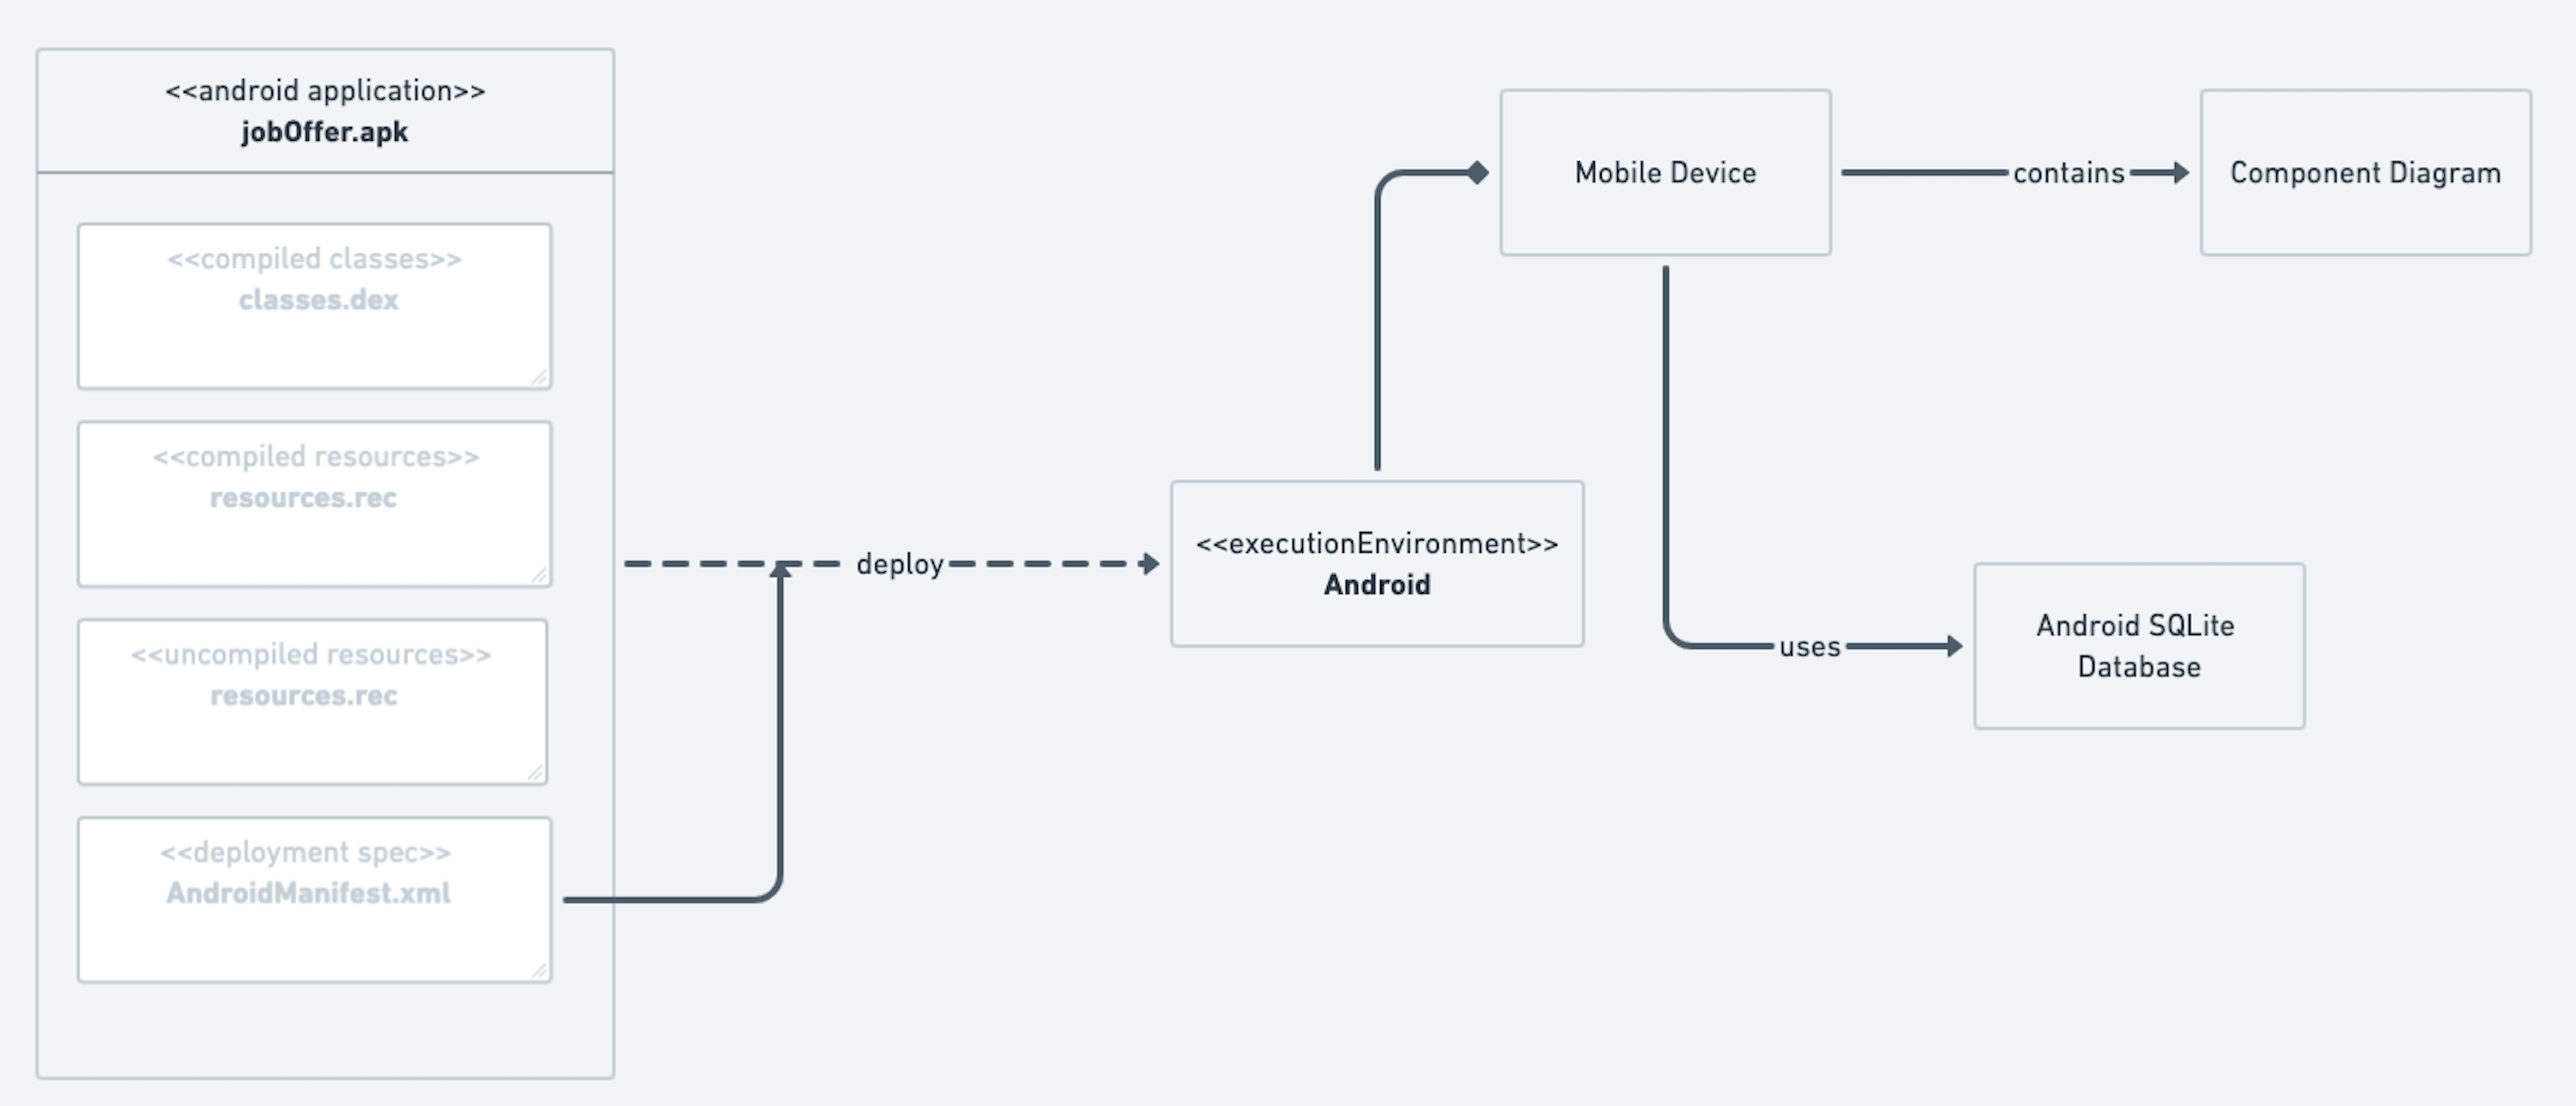 <<android application>>
jobOffer.apk
<<compiled classes>>
classes.dex
<<compiled resources>>
resources.rec
<<uncompiled resources>>
resources.rec
<<deployment spec>>
AndroidManifest.xml
deploy
<<executionEnvironment>>
Android
Mobile Device
contains
Component Diagram
uses
Android SQLite
Database